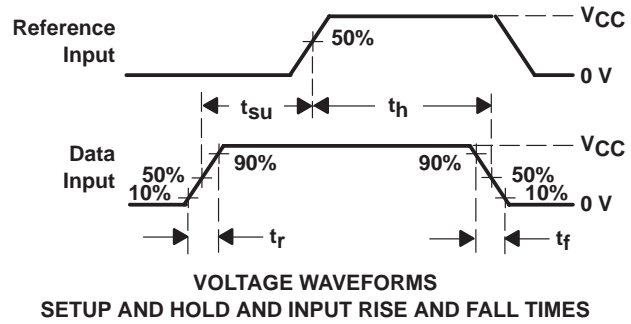 Reference
Input
VCC
50%
0 V
tsu
th
Data
Input
VCC
50%
90%
90%
50%
10%
10%
0 V
tr
tf
VOLTAGE WAVEFORMS
SETUP AND HOLD AND INPUT RISE AND FALL TIMES